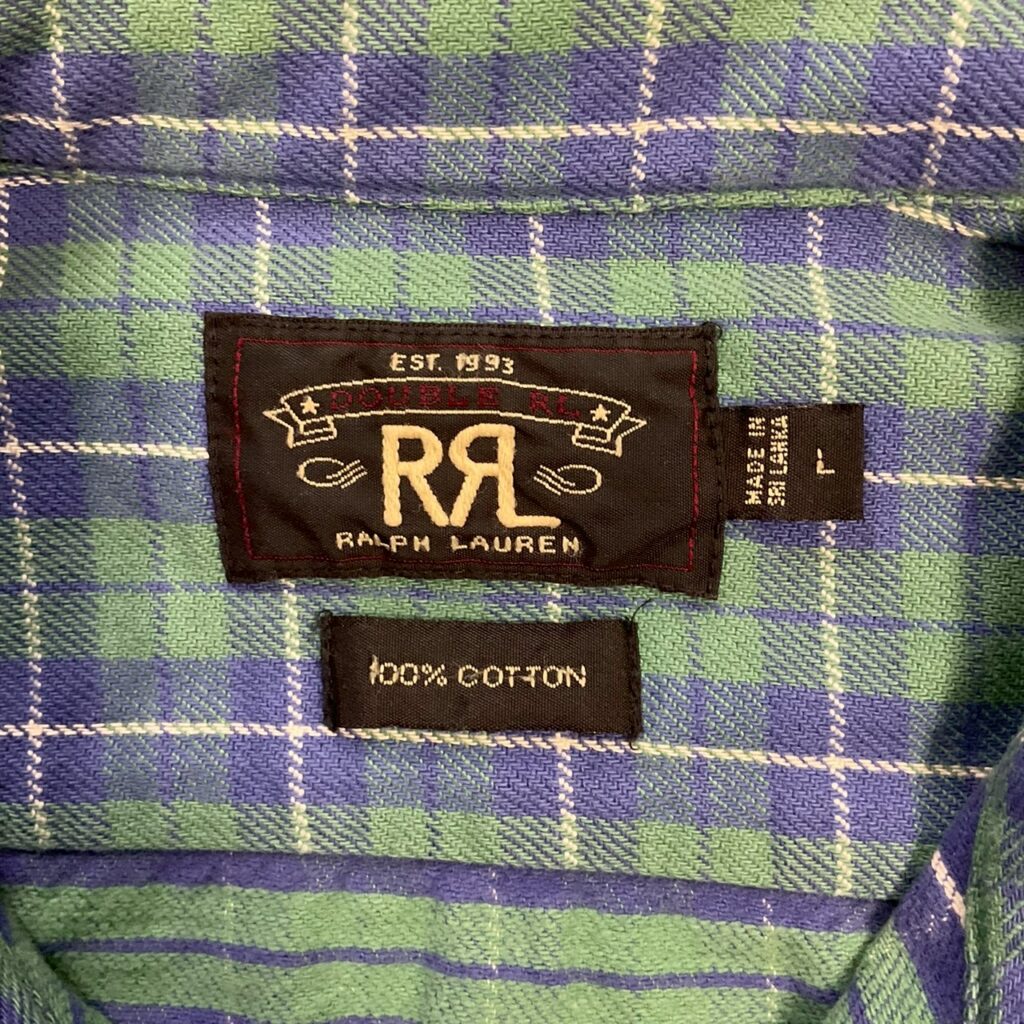 EST. 1993
DOUBLE RL
RRL
RALPH LAUREN
MADE IN
SRI LANKA
L
100% COTTON